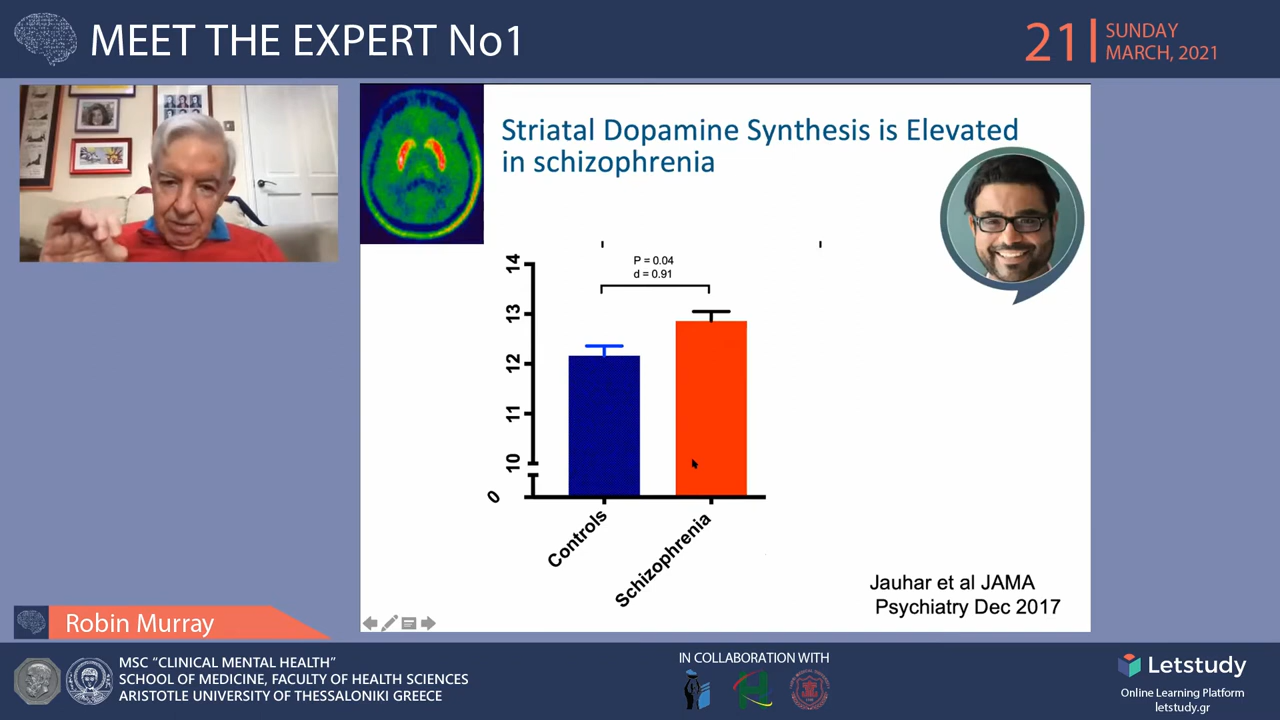 MEET THE EXPERT No1
21
SUNDAY
MARCH, 2021
Striatal Dopamine Synthesis is Elevated
in schizophrenia
P = 0.04
d = 0.91
14
13
12
11
10
0
Controls
Schizophrenia
Jauhar et al JAMA
Psychiatry Dec 2017
Robin Murray
MSC “CLINICAL MENTAL HEALTH”
SCHOOL OF MEDICINE, FACULTY OF HEALTH SCIENCES
ARISTOTLE UNIVERSITY OF THESSALONIKI GREECE
IN COLLABORATION WITH
Letstudy
Online Learning Platform
letstudy.gr